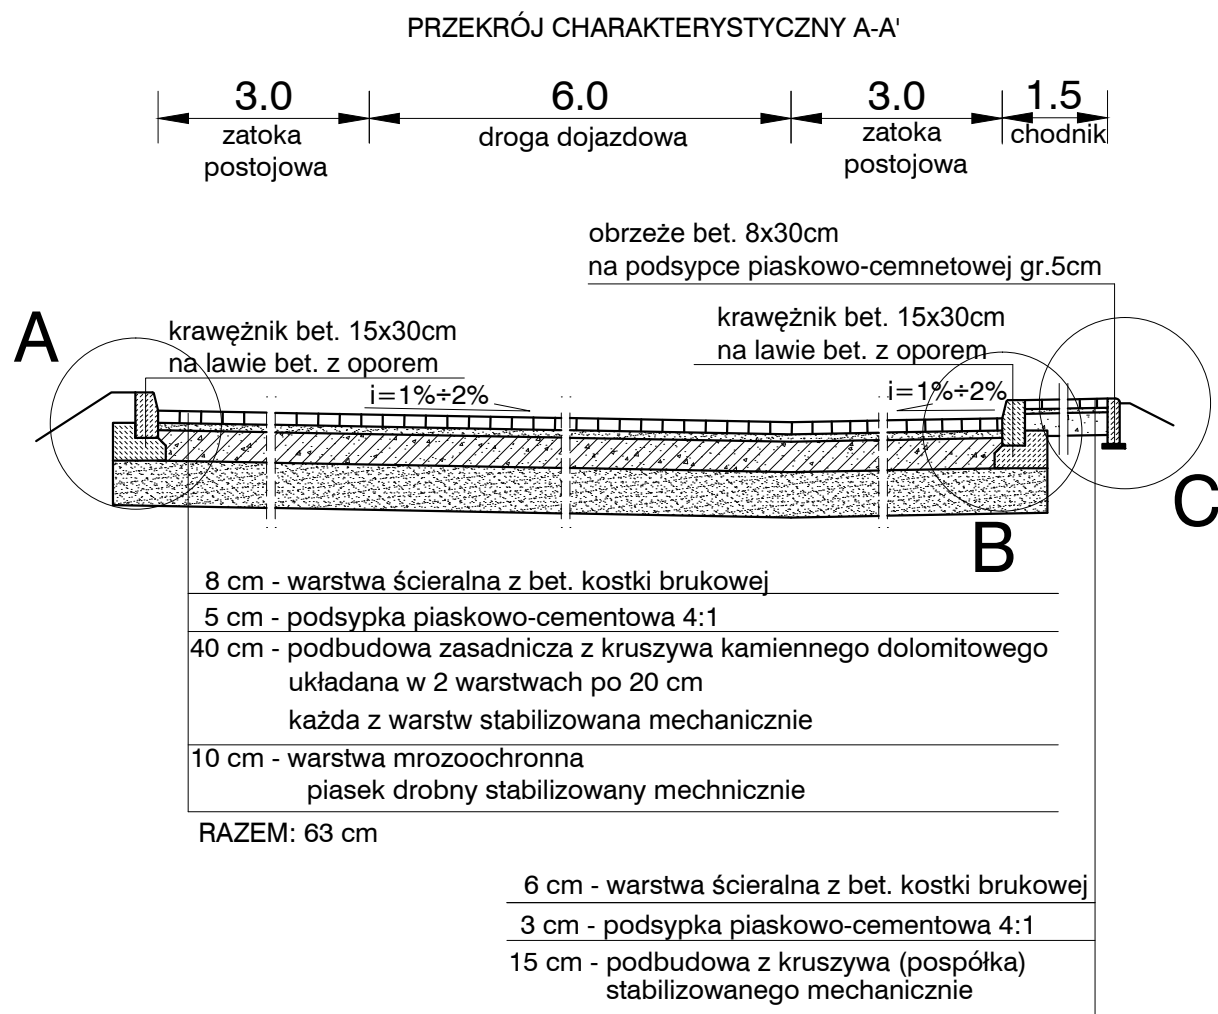 PRZEKRÓJ CHARAKTERYSTYCZNY A-A'
3.0
6.0
3.0
1.5
zatoka
postojowa
droga dojazdowa
zatoka
postojowa
chodnik
obrzeże bet. 8x30cm
na podsypce piaskowo-cemnetowej gr.5cm
A
krawężnik bet. 15x30cm
na lawie bet. z oporem
krawężnik bet. 15x30cm
na lawie bet. z oporem
i=1%÷2%
i=1%÷2%
C
B
8 cm - warstwa ścieralna z bet. kostki brukowej
5 cm - podsypka piaskowo-cementowa 4:1
40 cm - podbudowa zasadnicza z kruszywa kamiennego dolomitowego
układana w 2 warstwach po 20 cm
każda z warstw stabilizowana mechanicznie
10 cm - warstwa mrozoochronna
piasek drobny stabilizowany mechnicznie
RAZEM: 63 cm
6 cm - warstwa ścieralna z bet. kostki brukowej
3 cm - podsypka piaskowo-cementowa 4:1
15 cm - podbudowa z kruszywa (pospółka)
stabilizowanego mechanicznie